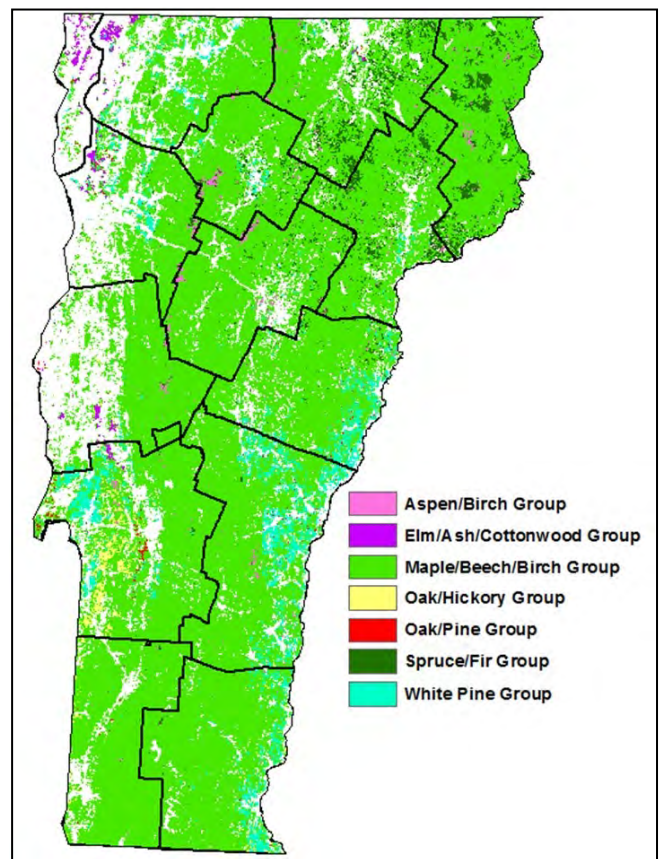 Aspen/Birch Group
Elm/Ash/Cottonwood Group
Maple/Beech/Birch Group
Oak/Hickory Group
Oak/Pine Group
Spruce/Fir Group
White Pine Group